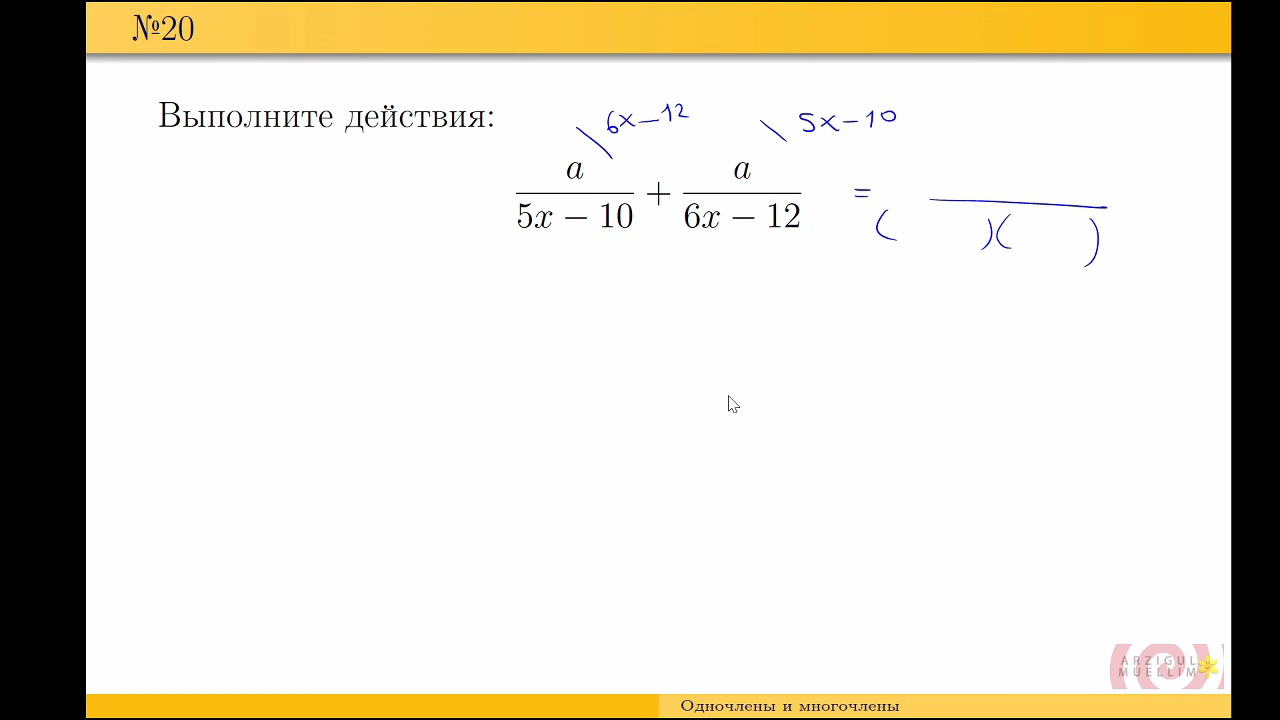 №20
Выполните действия:
\6x−12 \5x−10
a/(5x − 10) + a/(6x − 12) = ( )( )
ARZIGUL
MUELLIM
Одночлены и многочлены